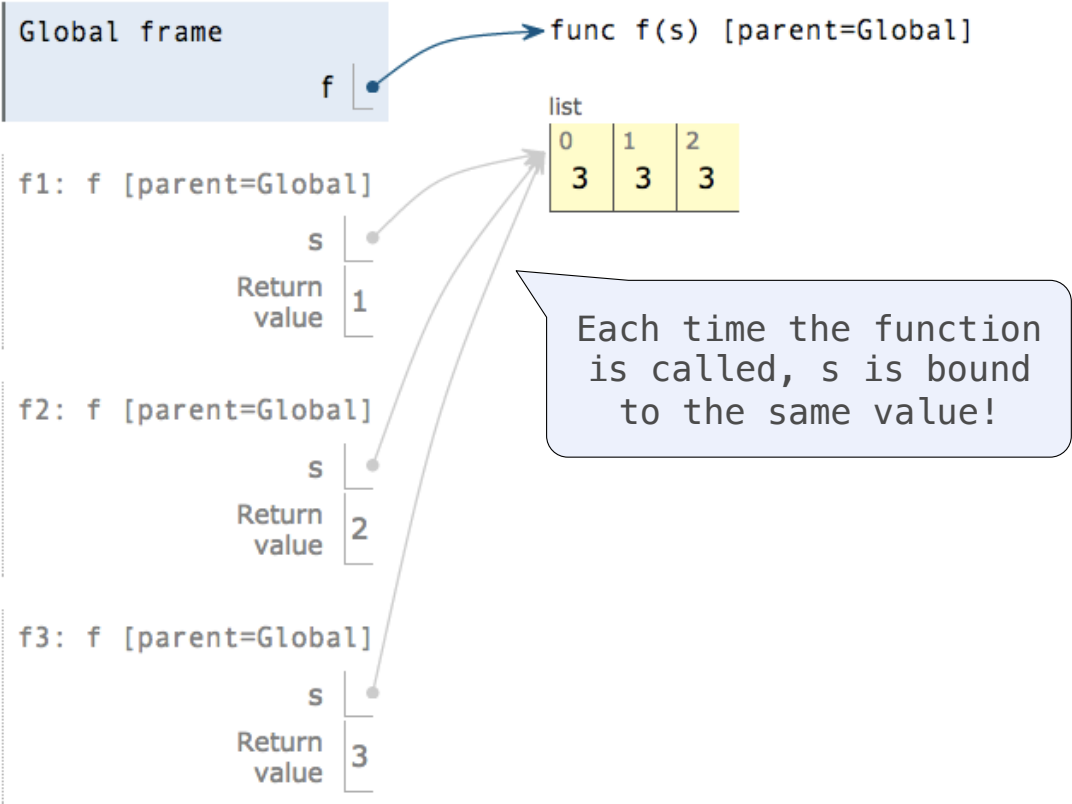 Global frame
func f(s) [parent=Global]
f
list
0 1 2
3 3 3
f1: f [parent=Global]
s
Return
value
1
Each time the function
is called, s is bound
to the same value!
f2: f [parent=Global]
s
Return
value
2
f3: f [parent=Global]
s
Return
value
3